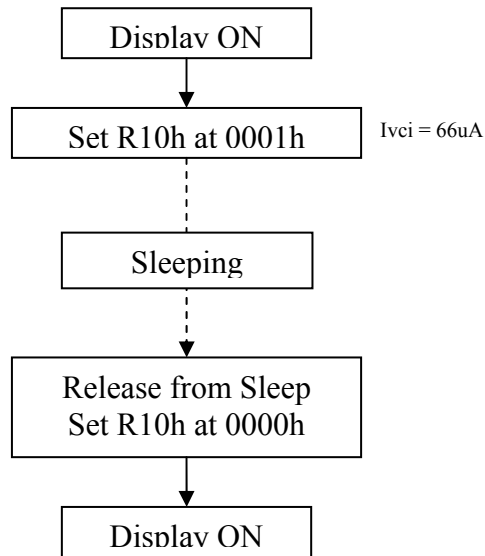 Display ON
Set R10h at 0001h
Ivci = 66uA
Sleeping
Release from Sleep
Set R10h at 0000h
Display ON